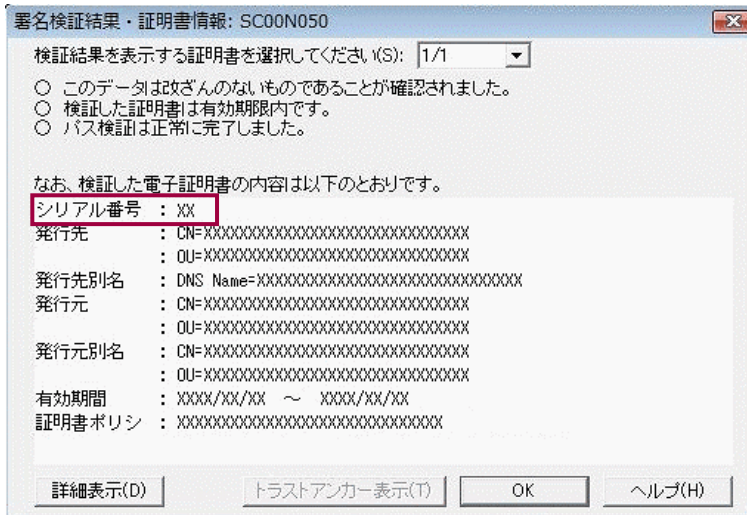 署名検証結果・証明書情報: SC00N050
検証結果を表示する証明書を選択してください(S): 1/1
○ このデータは改ざんのないものであることが確認されました。
○ 検証した証明書は有効期限内です。
○ パス検証は正常に完了しました。
なお、検証した電子証明書の内容は以下のとおりです。
シリアル番号 : XX
発行先 : CN=XXXXXXXXXXXXXXXXXXXXXXXXXXXXXX
: OU=XXXXXXXXXXXXXXXXXXXXXXXXXXXXXX
発行先別名 : DNS Name=XXXXXXXXXXXXXXXXXXXXXXXXXXXXXX
発行元 : CN=XXXXXXXXXXXXXXXXXXXXXXXXXXXXXX
: OU=XXXXXXXXXXXXXXXXXXXXXXXXXXXXXX
発行元別名 : CN=XXXXXXXXXXXXXXXXXXXXXXXXXXXXXX
: OU=XXXXXXXXXXXXXXXXXXXXXXXXXXXXXX
有効期間 : XXXX/XX/XX ～ XXXX/XX/XX
証明書ポリシ : XXXXXXXXXXXXXXXXXXXXXXXXXXXXXX
詳細表示(D) トラストアンカー表示(T) OK ヘルプ(H)